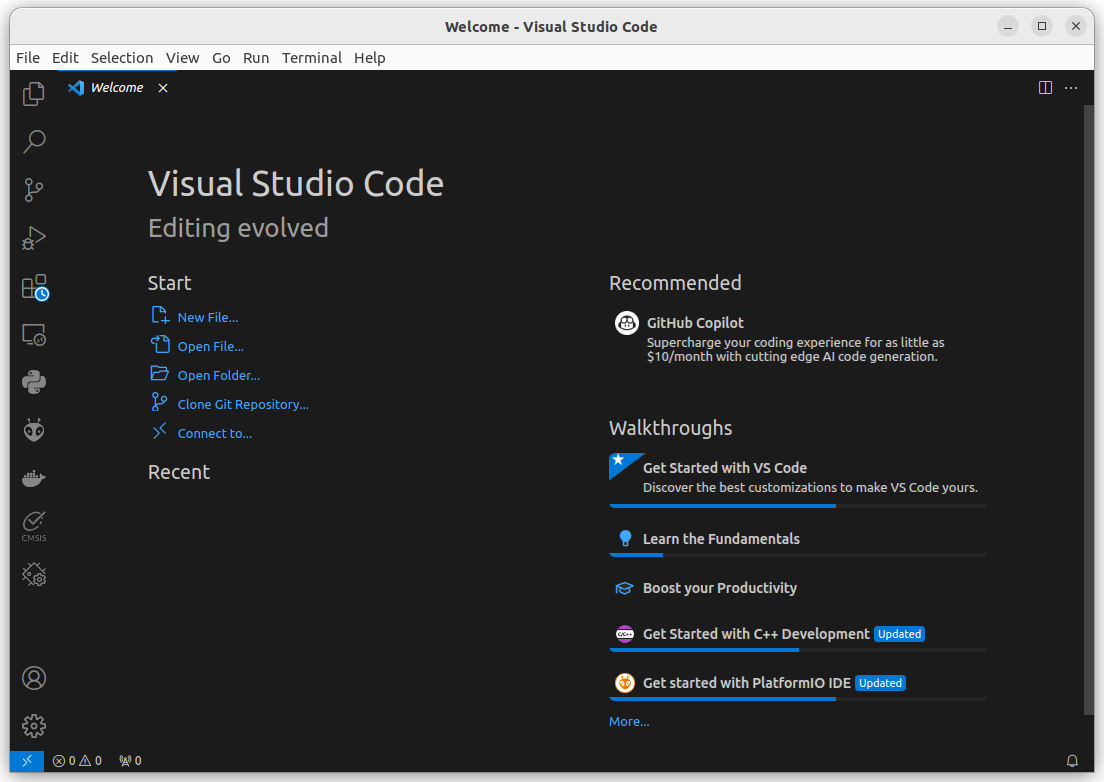 Welcome - Visual Studio Code
File Edit Selection View Go Run Terminal Help
Welcome
Visual Studio Code
Editing evolved
Start
New File...
Open File...
Open Folder...
Clone Git Repository...
Connect to...
Recent
Recommended
GitHub Copilot
Supercharge your coding experience for as little as
$10/month with cutting edge AI code generation.
Walkthroughs
Get Started with VS Code
Discover the best customizations to make VS Code yours.
Learn the Fundamentals
Boost your Productivity
C/C++ Get Started with C++ Development Updated
Get started with PlatformIO IDE Updated
More...
CMSIS
0 0 0